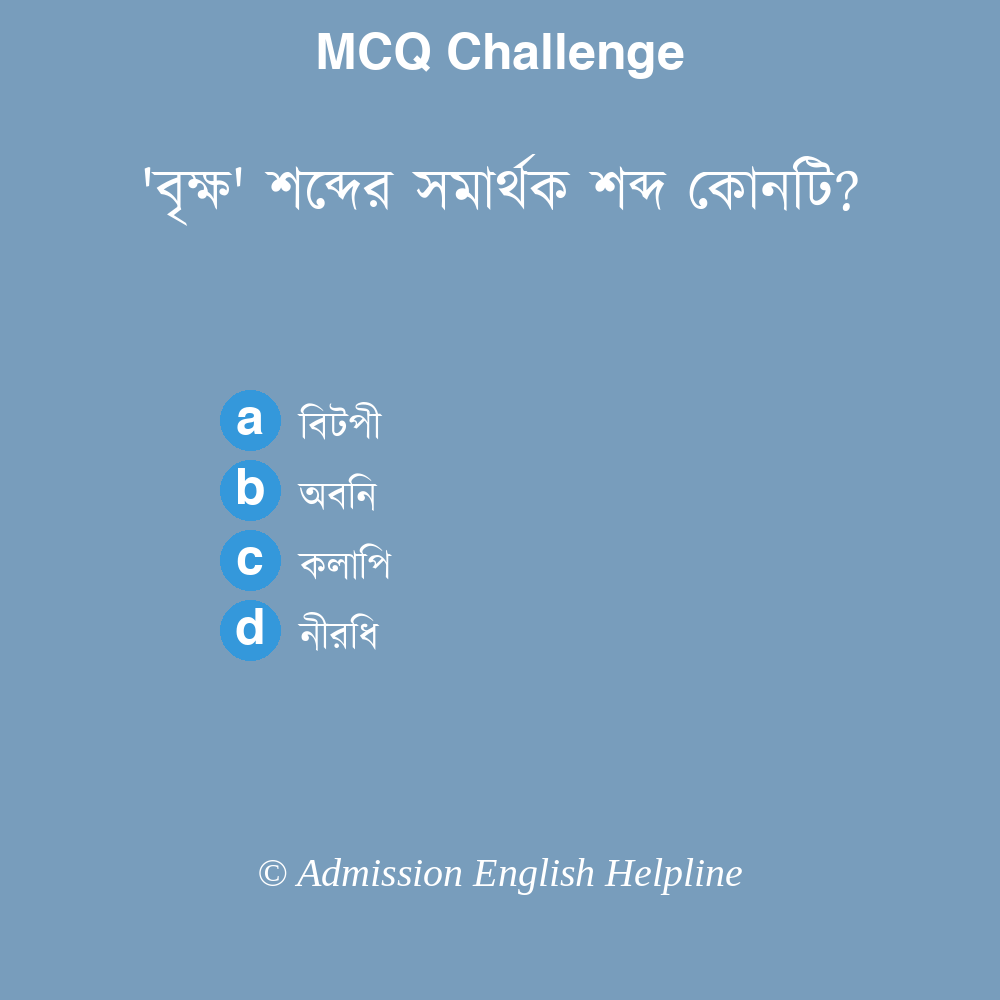 MCQ Challenge
'বৃক্ষ' শব্দের সমার্থক শব্দ কোনটি?
a বিটপী
b অবনি
c কলাপি
d নীরধি
© Admission English Helpline